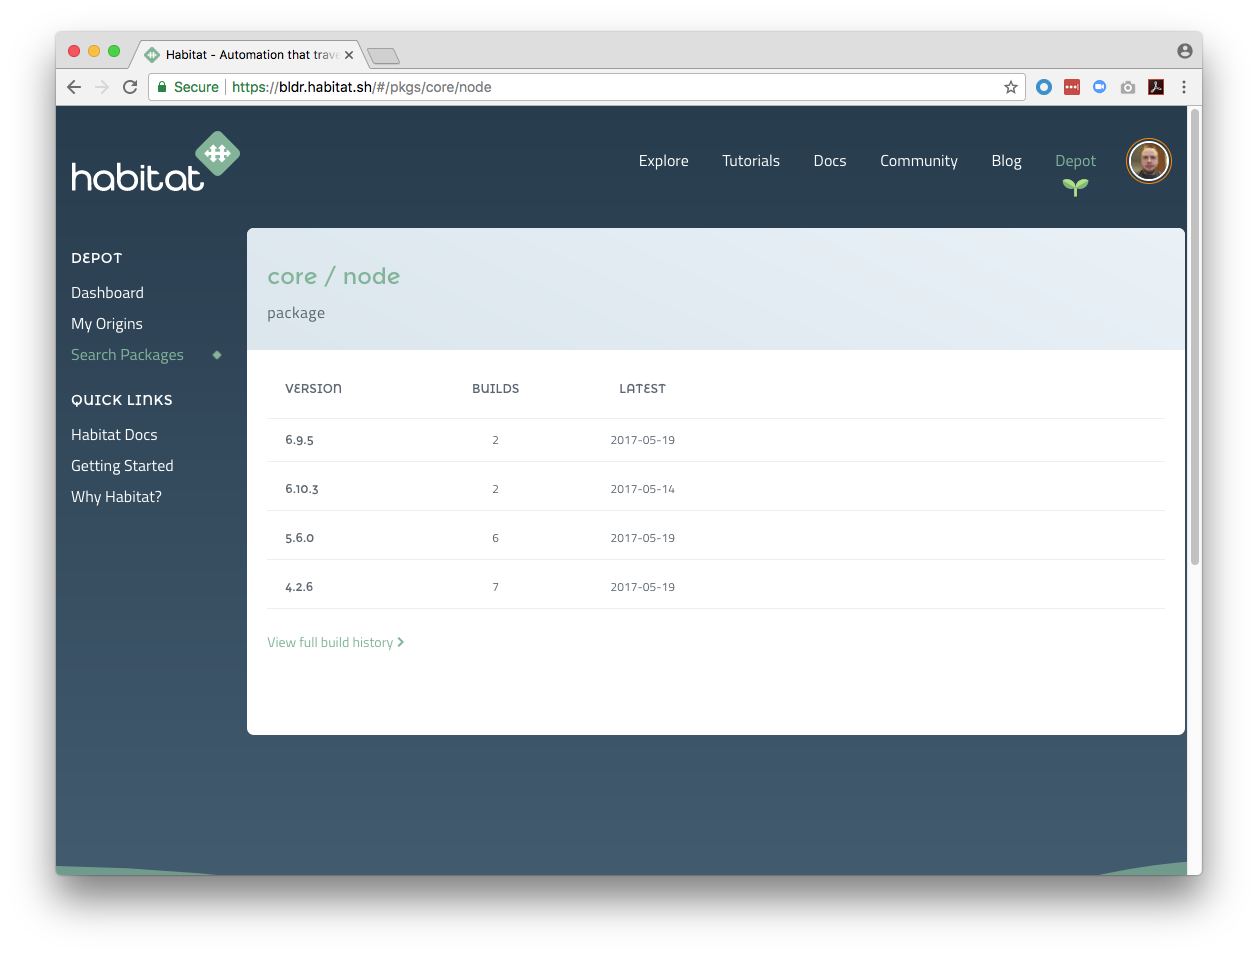 Habitat - Automation that trav
Secure https://bldr.habitat.sh/#/pkgs/core/node
habitat
Explore Tutorials Docs Community Blog Depot
DEPOT
Dashboard
My Origins
Search Packages
QUICK LINKS
Habitat Docs
Getting Started
Why Habitat?
core / node
package
VERSION BUILDS LATEST
6.9.5 2 2017-05-19
6.10.3 2 2017-05-14
5.6.0 6 2017-05-19
4.2.6 7 2017-05-19
View full build history